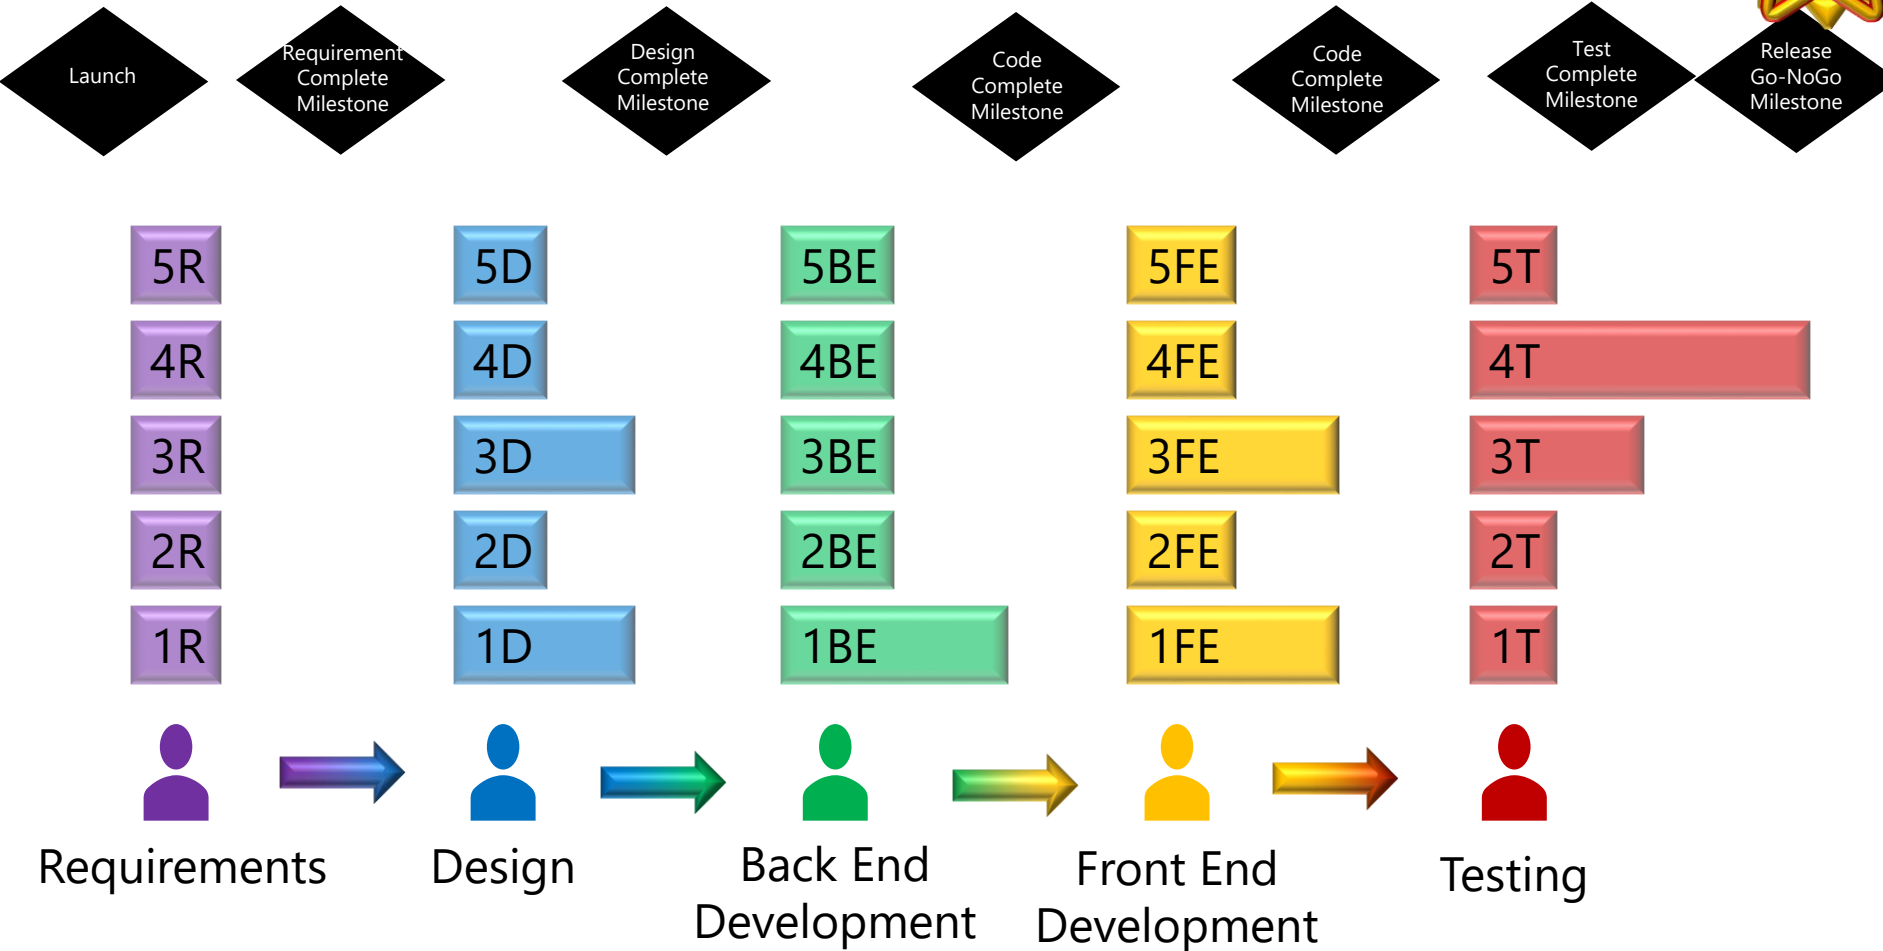 Launch
Requirement
Complete
Milestone
Design
Complete
Milestone
Code
Complete
Milestone
Code
Complete
Milestone
Test
Complete
Milestone
Release
Go-NoGo
Milestone
5R
5D
5BE
5FE
5T
4R
4D
4BE
4FE
4T
3R
3D
3BE
3FE
3T
2R
2D
2BE
2FE
2T
1R
1D
1BE
1FE
1T
Requirements
Design
Back End
Development
Front End
Development
Testing